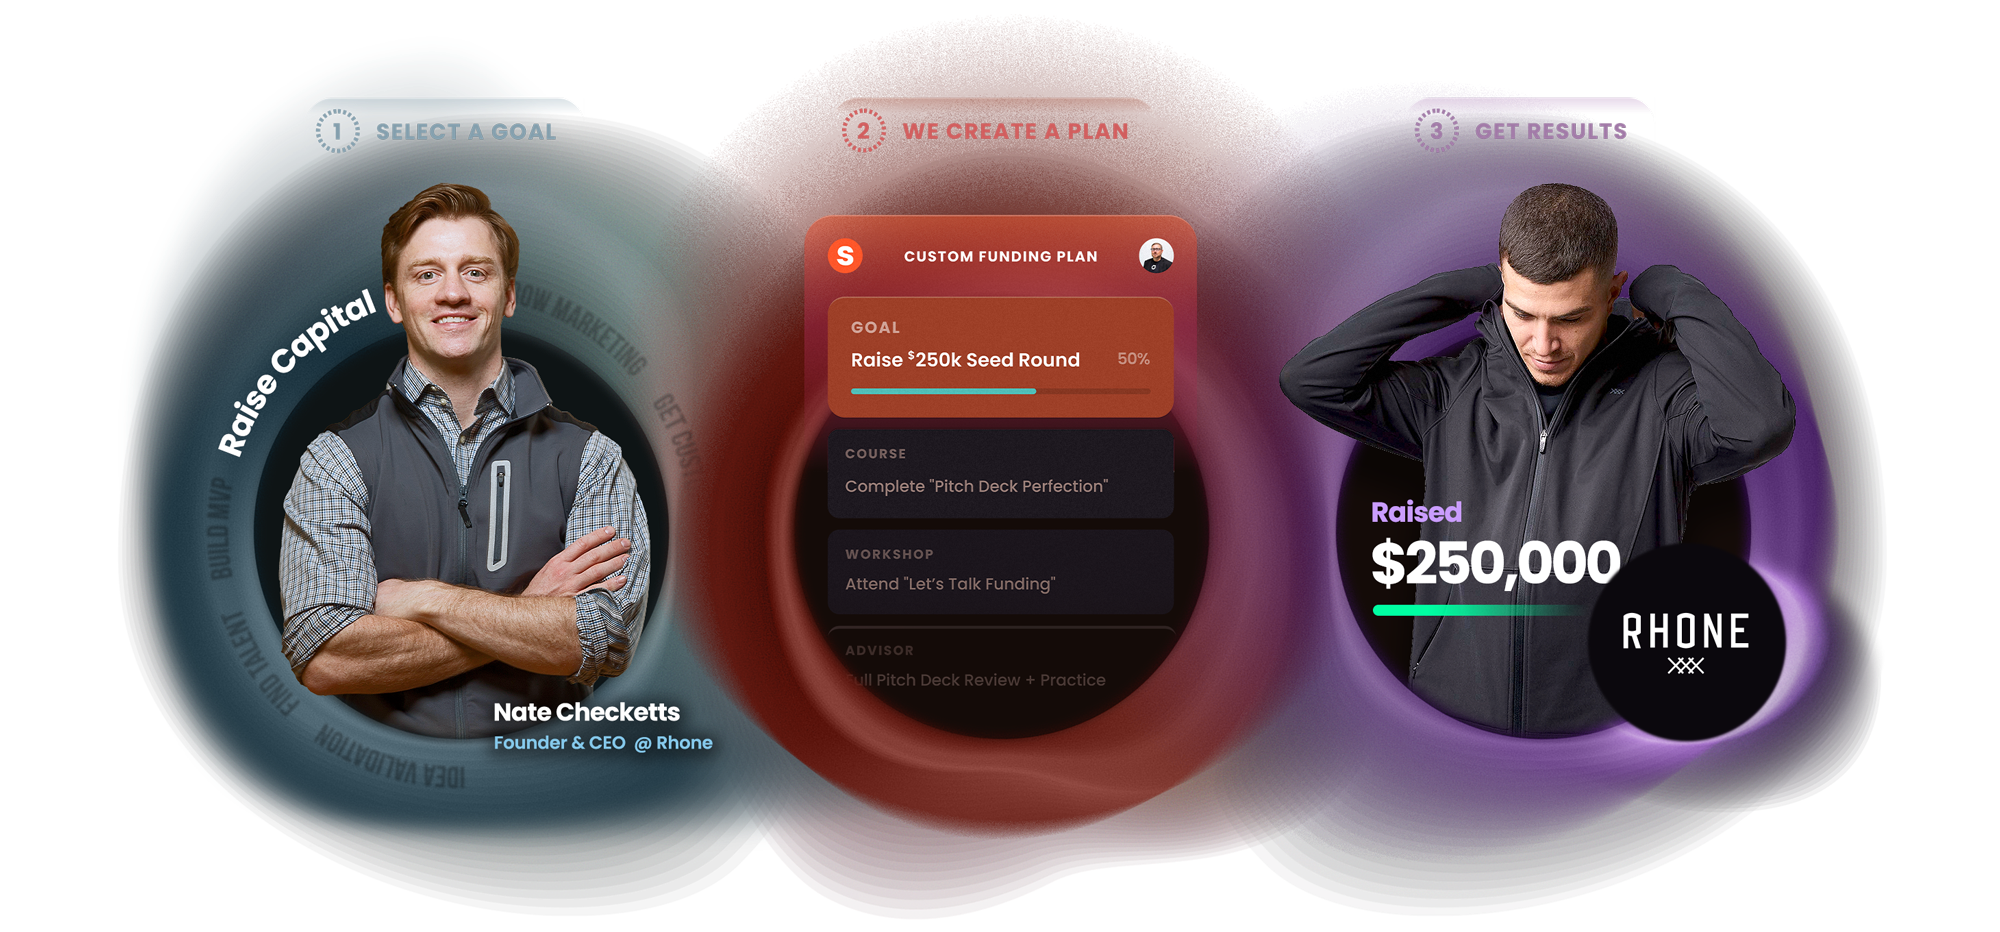 1 SELECT A GOAL
Raise Capital
GROW MARKETING
GET
BUILD MVP
FIND TALENT
IDEA VALIDATION
Nate Checketts
Founder & CEO @ Rhone
2 WE CREATE A PLAN
S CUSTOM FUNDING PLAN
GOAL
Raise $250k Seed Round 50%
COURSE
Complete "Pitch Deck Perfection"
WORKSHOP
Attend "Let’s Talk Funding"
ADVISOR
Full Pitch Deck Review + Practice
3 GET RESULTS
Raised
$250,000
RHONE